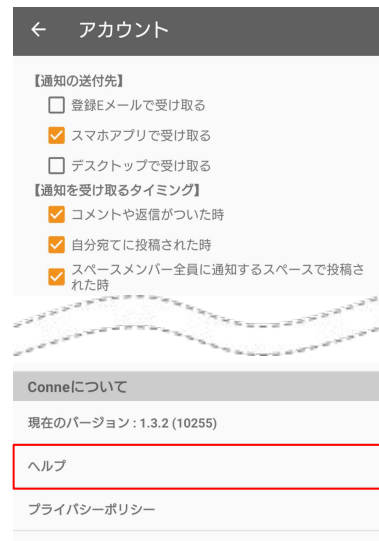 アカウント
【通知の送付先】
登録Eメールで受け取る
スマホアプリで受け取る
デスクトップで受け取る
【通知を受け取るタイミング】
コメントや返信がついた時
自分宛てに投稿された時
スペースメンバー全員に通知するスペースで投稿さ
れた時
Conneについて
現在のバージョン : 1.3.2 (10255)
ヘルプ
プライバシーポリシー